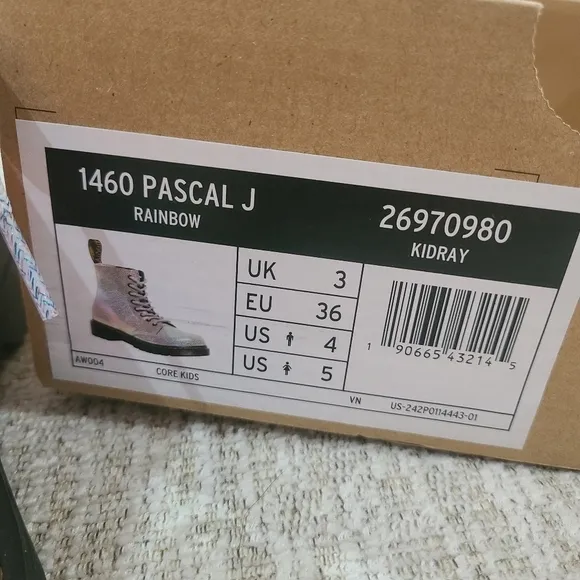 1460 PASCAL J
RAINBOW
26970980
KIDRAY
UK 3
EU 36
US 4
US 5
1 90665 43214 5
AW004
CORE KIDS
VN
US-242P0114443-01